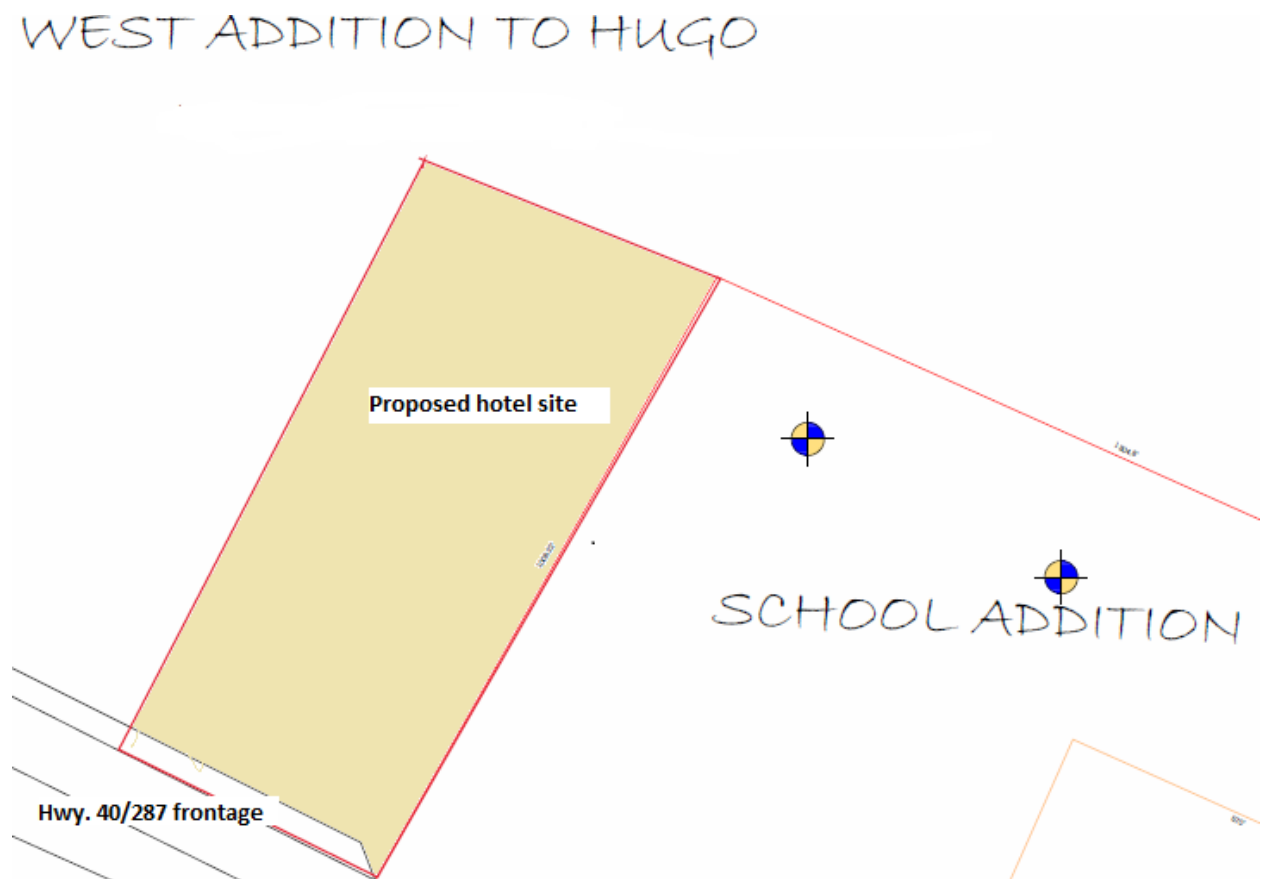 WEST ADDITION TO HUGO
Proposed hotel site
SCHOOL ADDITION
Hwy. 40/287 frontage